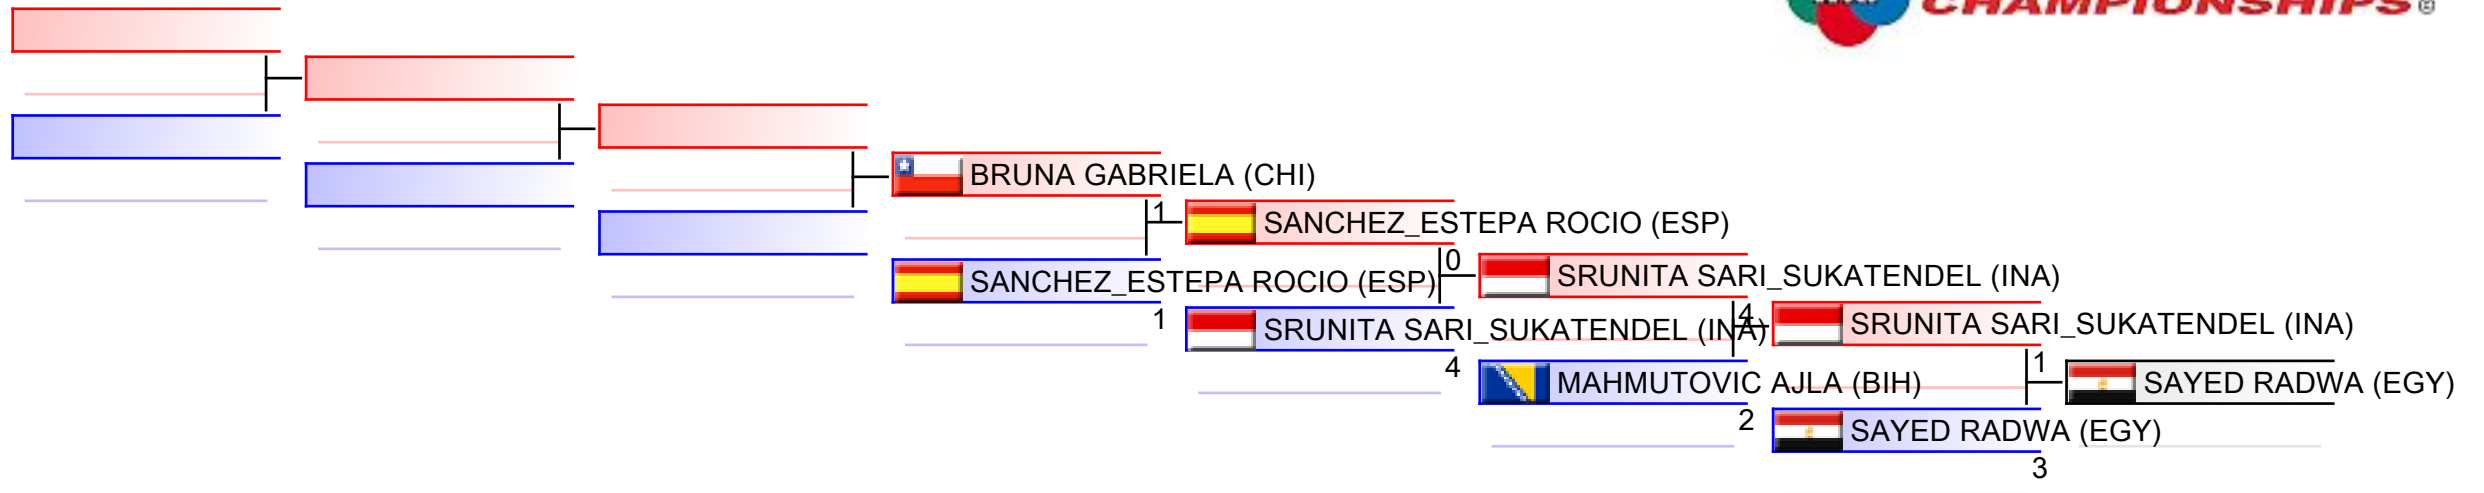 CHAMPIONSHIPS®
BRUNA GABRIELA (CHI)
1
SANCHEZ_ESTEPA ROCIO (ESP)
SANCHEZ_ESTEPA ROCIO (ESP)
1
0
SRUNITA SARI_SUKATENDEL (INA)
SRUNITA SARI_SUKATENDEL (INA)
4
4
SRUNITA SARI_SUKATENDEL (INA)
MAHMUTOVIC AJLA (BIH)
2
1
SAYED RADWA (EGY)
SAYED RADWA (EGY)
3